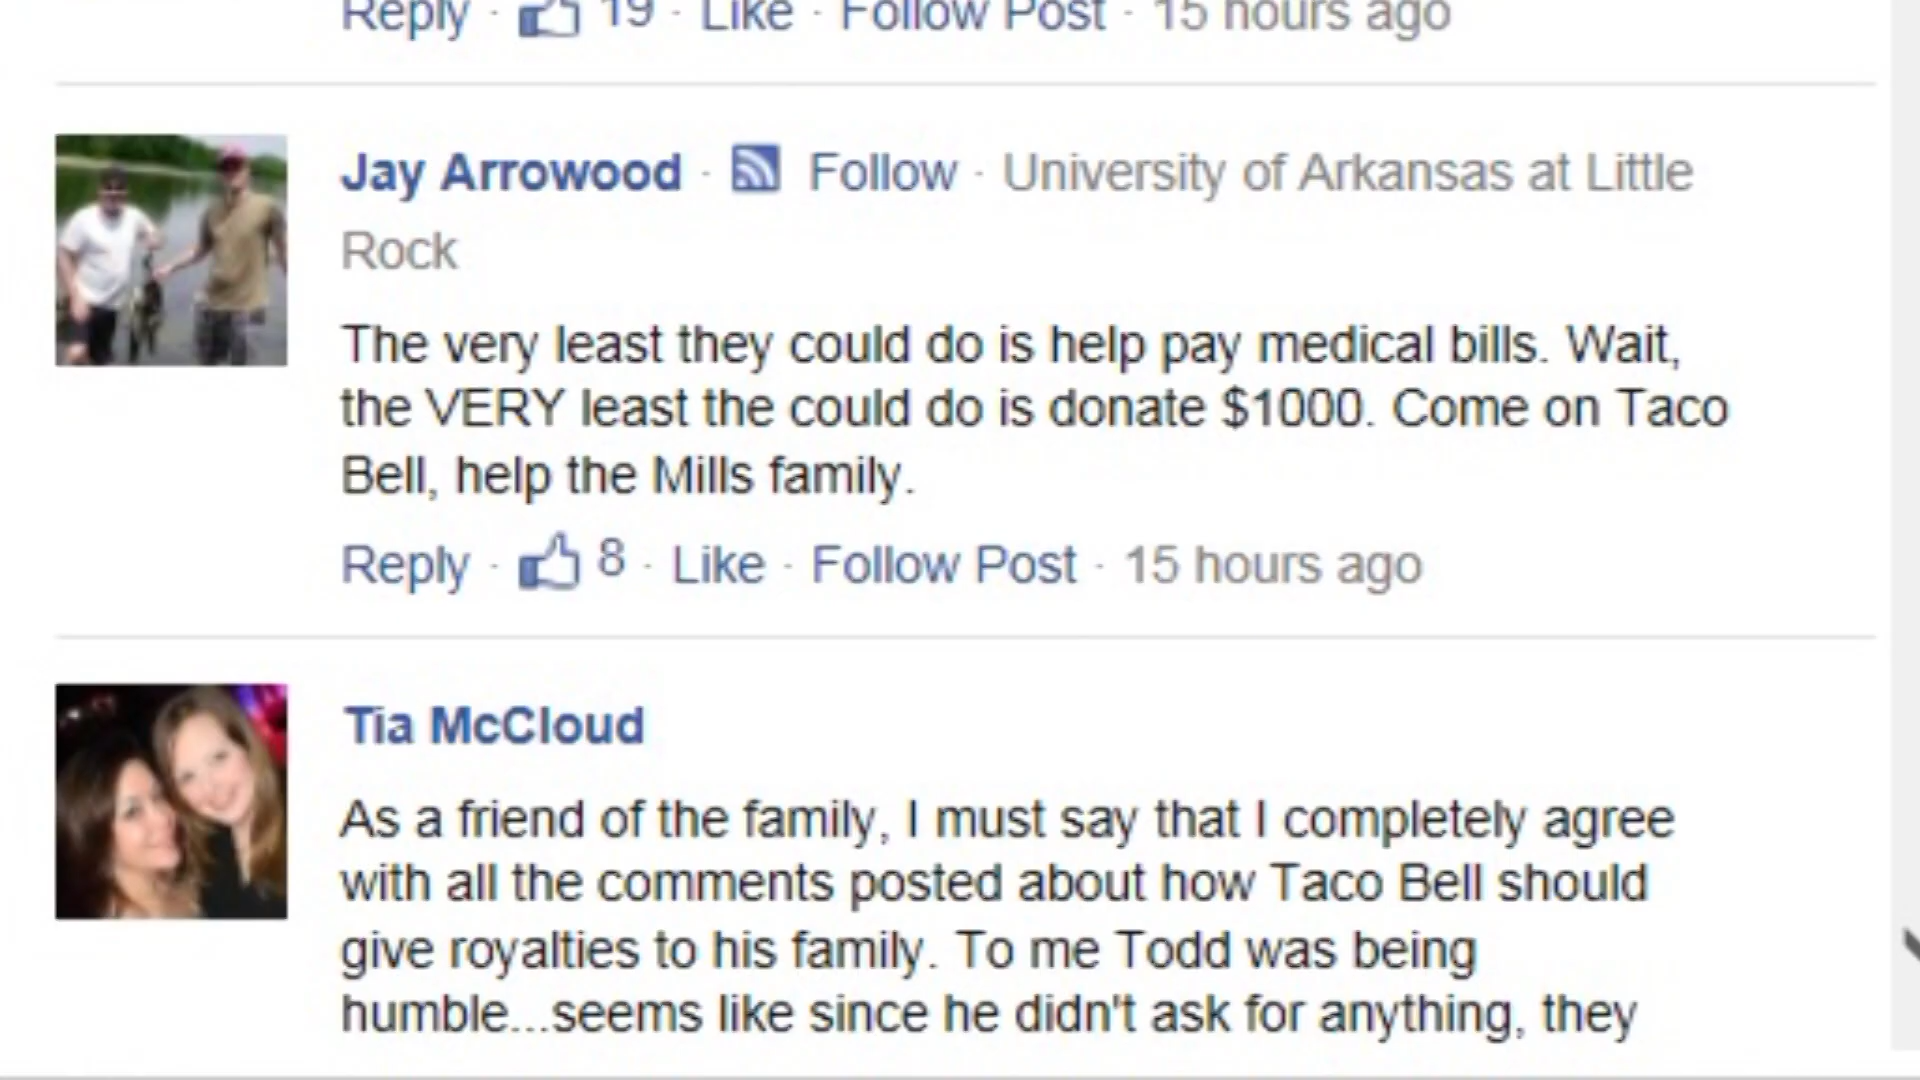 Reply · 19 · Like · Follow Post · 15 hours ago
Jay Arrowood · Follow · University of Arkansas at Little
Rock
The very least they could do is help pay medical bills. Wait,
the VERY least the could do is donate $1000. Come on Taco
Bell, help the Mills family.
Reply · 8 · Like · Follow Post · 15 hours ago
Tia McCloud
As a friend of the family, I must say that I completely agree
with all the comments posted about how Taco Bell should
give royalties to his family. To me Todd was being
humble...seems like since he didn't ask for anything, they